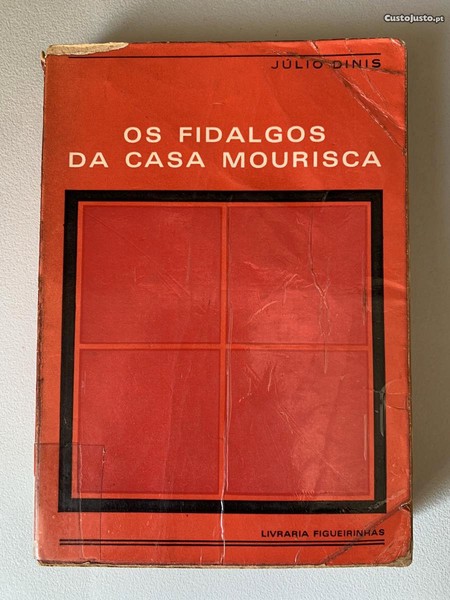 CustoJusto.pt
JÚLIO DINIS
OS FIDALGOS
DA CASA MOURISCA
LIVRARIA FIGUEIRINHAS